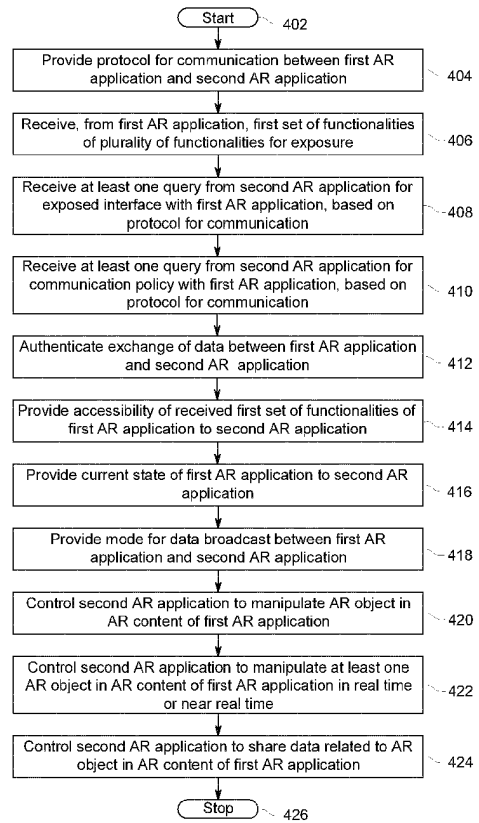 Start
402
Provide protocol for communication between first AR
application and second AR application
404
Receive, from first AR application, first set of functionalities
of plurality of functionalities for exposure
406
Receive at least one query from second AR application for
exposed interface with first AR application, based on
protocol for communication
408
Receive at least one query from second AR application for
communication policy with first AR application, based on
protocol for communication
410
Authenticate exchange of data between first AR application
and second AR application
412
Provide accessibility of received first set of functionalities of
first AR application to second AR application
414
Provide current state of first AR application to second AR
application
416
Provide mode for data broadcast between first AR
application and second AR application
418
Control second AR application to manipulate AR object in
AR content of first AR application
420
Control second AR application to manipulate at least one
AR object in AR content of first AR application in real time
or near real time
422
Control second AR application to share data related to AR
object in AR content of first AR application
424
Stop
426